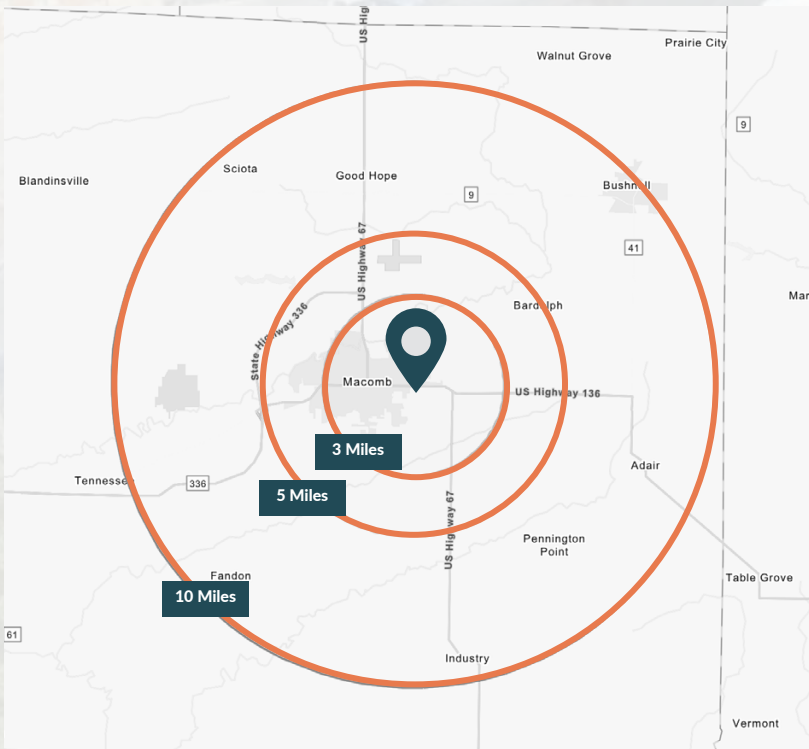 US Hig
Prairie City
Walnut Grove
9
Sciota
Good Hope
Blandinsville
Bushnell
9
US Highway 67
41
Mar
State Highway 336
Bardolph
Macomb
US Highway 136
3 Miles
Adair
Tennessee
336
5 Miles
US Highway 67
Pennington
Point
Fandon
Table Grove
10 Miles
61
Industry
Vermont